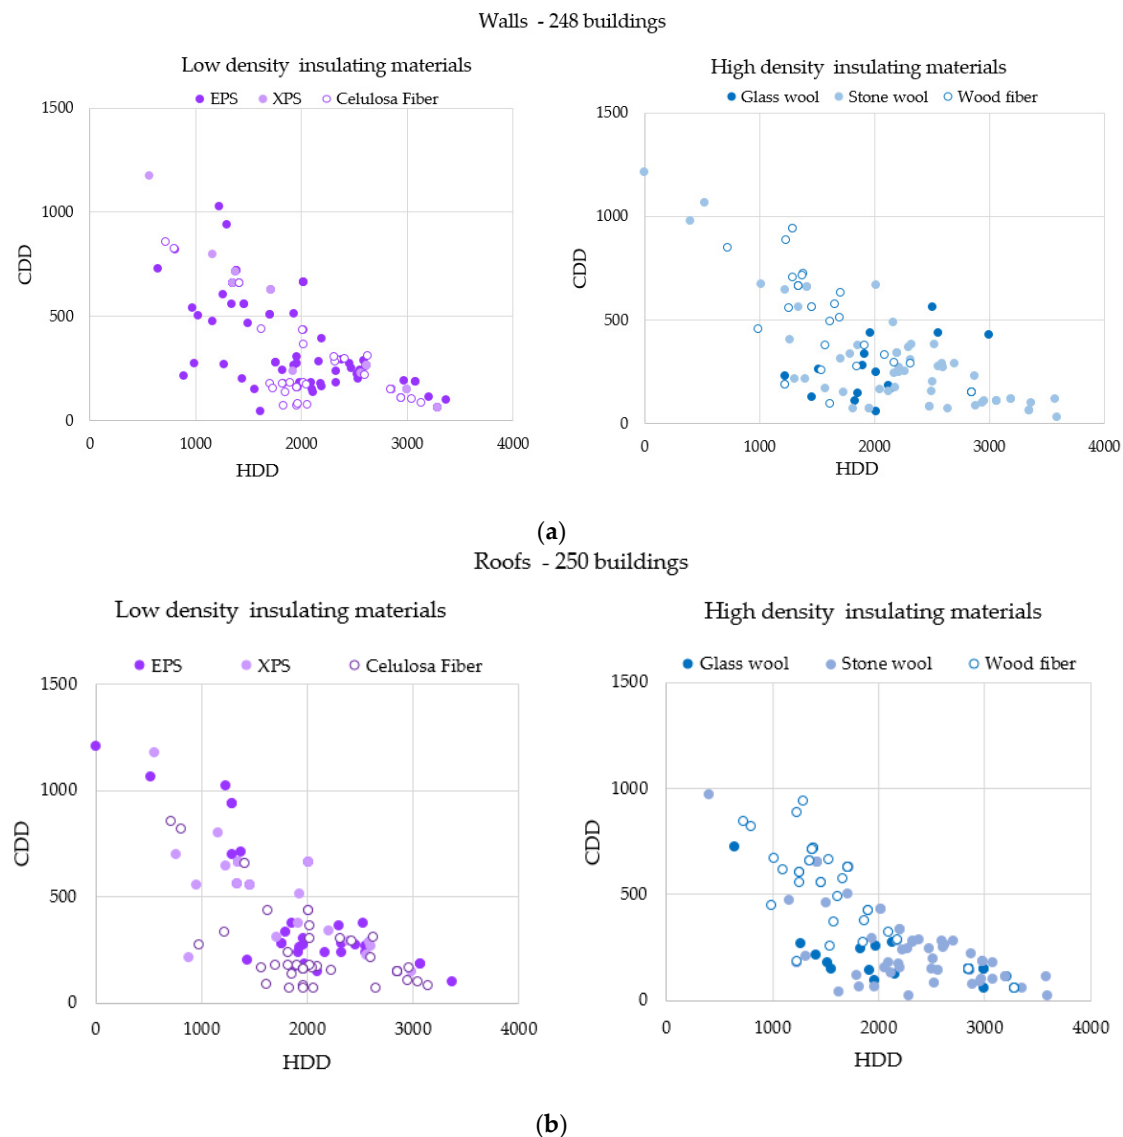 Walls - 248 buildings
Low density insulating materials
EPS XPS Celulosa Fiber
1500
1000
500
0
CDD
0 1000 2000 3000 4000
HDD
High density insulating materials
Glass wool Stone wool Wood fiber
1500
1000
500
0
CDD
0 1000 2000 3000 4000
HDD
(a)
Roofs - 250 buildings
Low density insulating materials
EPS XPS Celulosa Fiber
1500
1000
500
0
CDD
0 1000 2000 3000 4000
HDD
High density insulating materials
Glass wool Stone wool Wood fiber
1500
1000
500
0
CDD
0 1000 2000 3000 4000
HDD
(b)